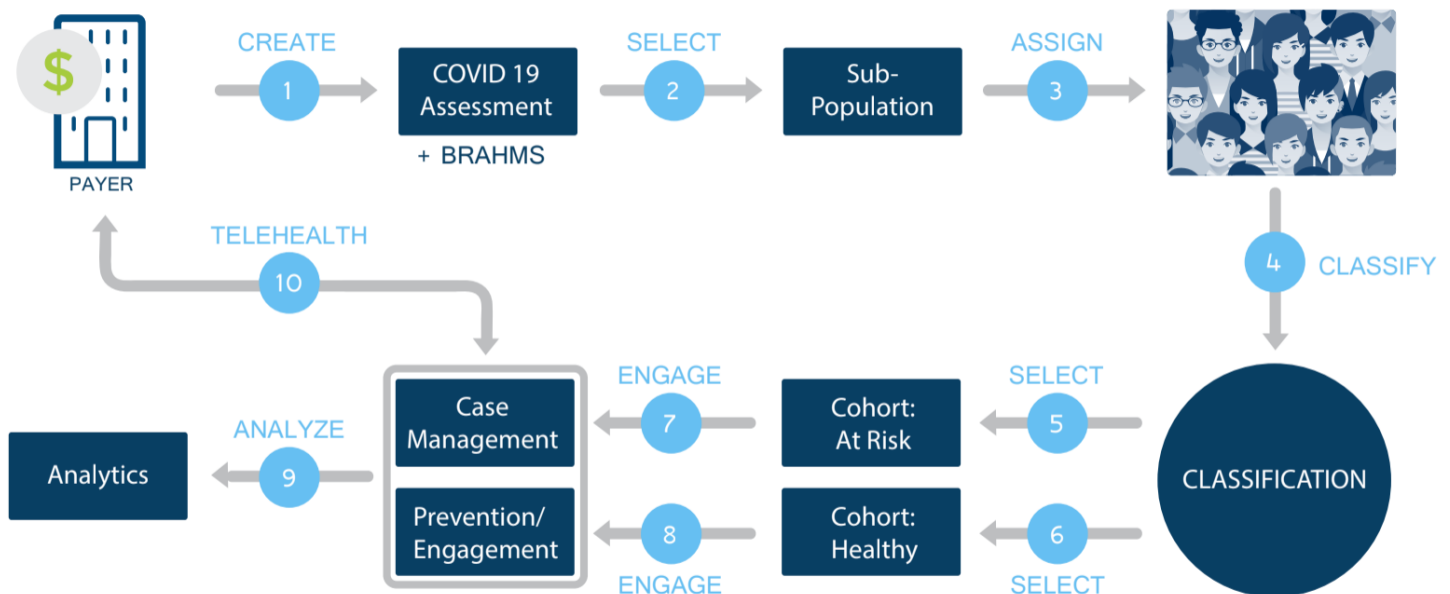 $
PAYER
CREATE
1
COVID 19
Assessment
+ BRAHMS
SELECT
2
Sub-
Population
ASSIGN
3
4
CLASSIFY
CLASSIFICATION
SELECT
5
Cohort:
At Risk
6
SELECT
Cohort:
Healthy
ENGAGE
7
Case
Management
8
ENGAGE
Prevention/
Engagement
ANALYZE
9
Analytics
TELEHEALTH
10